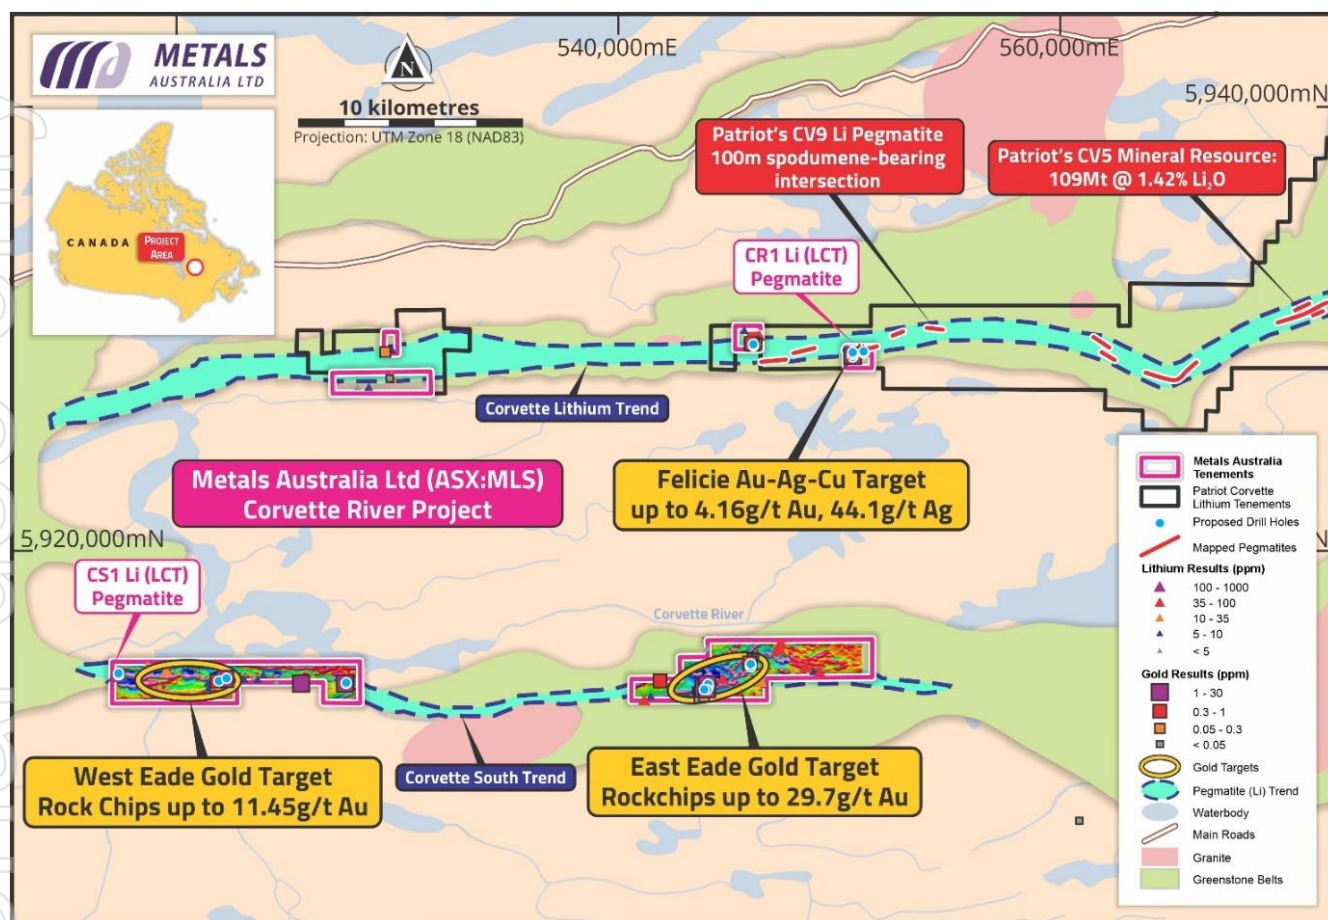 METALS
AUSTRALIA LTD
N
10 kilometres
Projection: UTM Zone 18 (NAD83)
540,000mE
560,000mE
5,940,000mN
CANADA
PROJECT
AREA
Patriot's CV9 Li Pegmatite
100m spodumene-bearing
intersection
Patriot's CV5 Mineral Resource:
109Mt @ 1.42% Li₂O
CR1 Li (LCT)
Pegmatite
Corvette Lithium Trend
Metals Australia Ltd (ASX:MLS)
Corvette River Project
Felicie Au-Ag-Cu Target
up to 4.16g/t Au, 44.1g/t Ag
5,920,000mN
N
CS1 Li (LCT)
Pegmatite
Corvette River
West Eade Gold Target
Rock Chips up to 11.45g/t Au
Corvette South Trend
East Eade Gold Target
Rockchips up to 29.7g/t Au
Metals Australia
Tenements
Patriot Corvette
Lithium Tenements
Proposed Drill Holes
Mapped Pegmatites
Lithium Results (ppm)
100 - 1000
35 - 100
10 - 35
5 - 10
< 5
Gold Results (ppm)
1 - 30
0.3 - 1
0.05 - 0.3
< 0.05
Gold Targets
Pegmatite (Li) Trend
Waterbody
Main Roads
Granite
Greenstone Belts